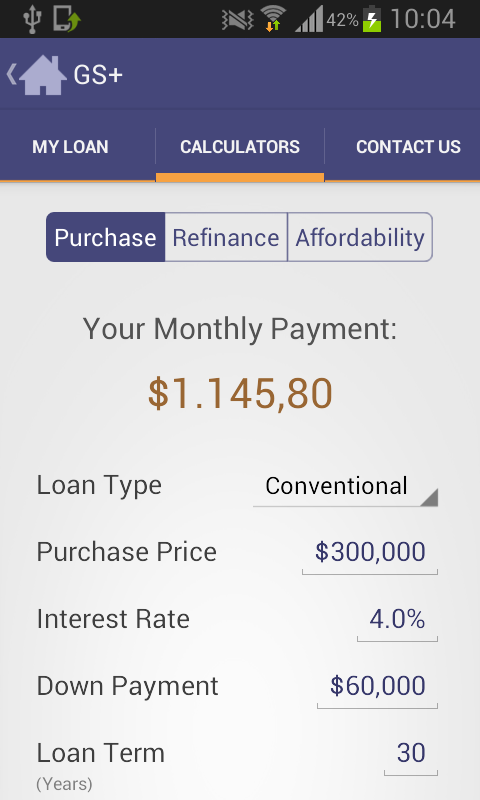 42% 10:04
GS+
MY LOAN CALCULATORS CONTACT US
Purchase Refinance Affordability
Your Monthly Payment:
$1.145,80
Loan Type Conventional
Purchase Price $300,000
Interest Rate 4.0%
Down Payment $60,000
Loan Term 30
(Years)